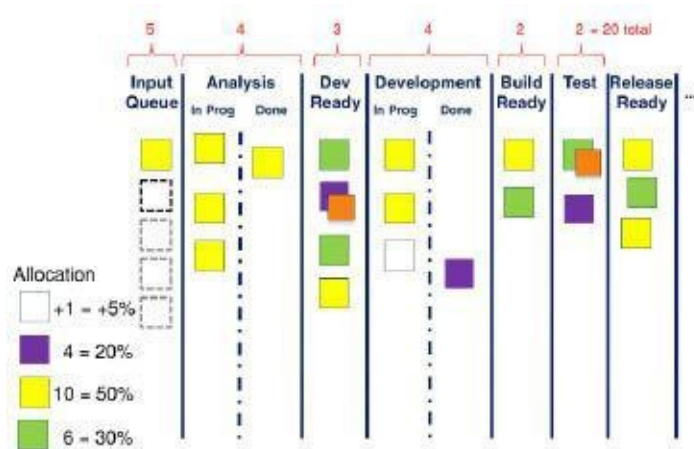 5 4 3 4 2 2 = 20 total
Input Queue
Analysis
Dev Ready
Development
Build Ready
Test
Release Ready
...
In Prog Done
In Prog Done
Allocation
+1 = +5%
4 = 20%
10 = 50%
6 = 30%